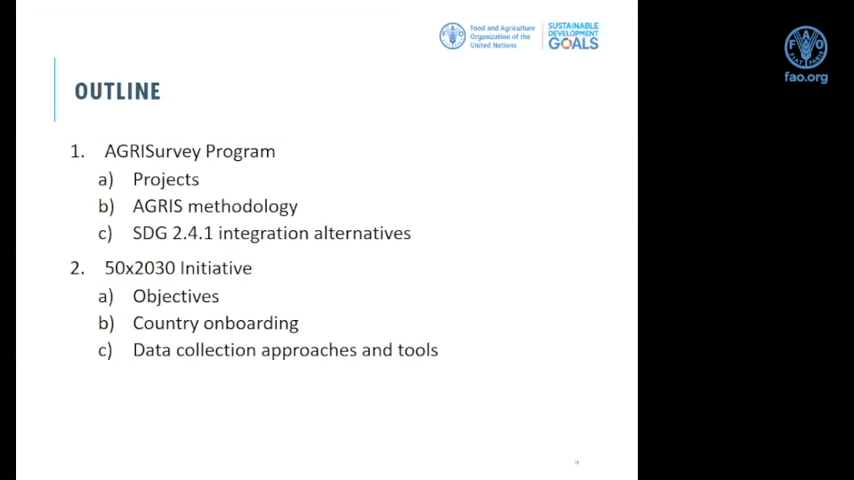 Food and Agriculture
Organization of the
United Nations
SUSTAINABLE
DEVELOPMENT
GOALS
fao.org
OUTLINE
1. AGRISurvey Program
a) Projects
b) AGRIS methodology
c) SDG 2.4.1 integration alternatives
2. 50x2030 Initiative
a) Objectives
b) Country onboarding
c) Data collection approaches and tools